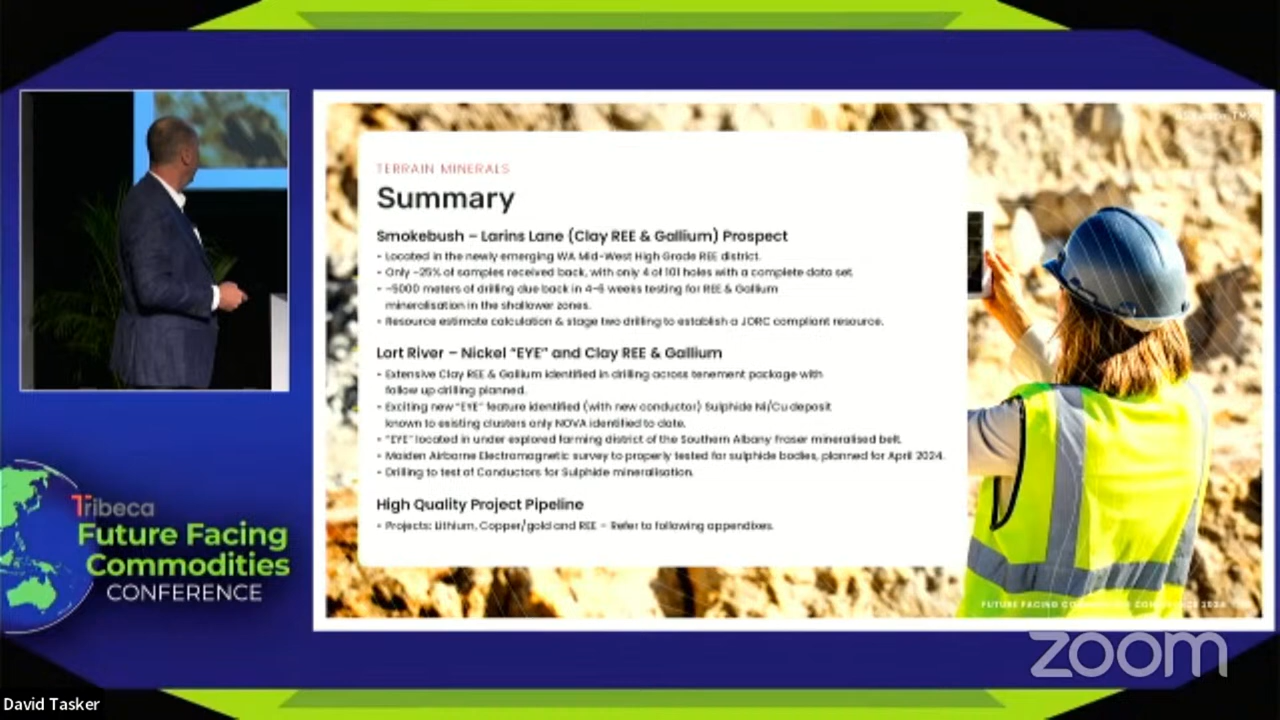 TERRAIN MINERALS
Summary
Smokebush – Larins Lane (Clay REE & Gallium) Prospect
- Located in the newly emerging WA Mid-West High Grade REE district.
- Only ~25% of samples received back, with only 4 of 101 holes with a complete data set.
- ~5000 meters of drilling due back in 4-6 weeks testing for REE & Gallium
mineralisation in the shallower zones.
- Resource estimate calculation & stage two drilling to establish a JORC compliant resource.
Lort River – Nickel “EYE” and Clay REE & Gallium
- Extensive Clay REE & Gallium identified in drilling across tenement package with
follow up drilling planned.
- Exciting new “EYE” feature identified (with new conductor) Sulphide Ni/Cu deposit
known to existing clusters only NOVA identified to date.
- “EYE” located in under explored farming district of the Southern Albany Fraser mineralised belt.
- Maiden Airborne Electromagnetic survey to properly tested for sulphide bodies, planned for April 2024.
- Drilling to test of Conductors for Sulphide mineralisation.
High Quality Project Pipeline
- Projects: Lithium, Copper/gold and REE – Refer to following appendixes.
FUTURE FACING COMMODITIES CONFERENCE 2024
Tribeca
Future Facing
Commodities
CONFERENCE
zoom
David Tasker